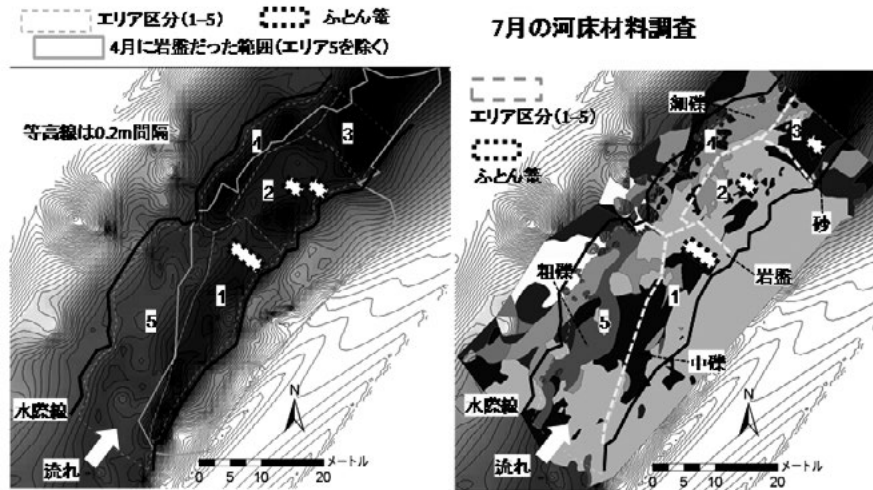 エリア区分(1-5)
ふとん篭
4月に岩盤だった範囲(エリア5を除く)
等高線は0.2m間隔
4
3
2
1
5
水際線
流れ
N
メートル
0 5 10 20
7月の河床材料調査
エリア区分(1-5)
ふとん篭
細礫
4
3
2
砂
粗礫
岩盤
1
5
中礫
水際線
流れ
N
メートル
0 5 10 20